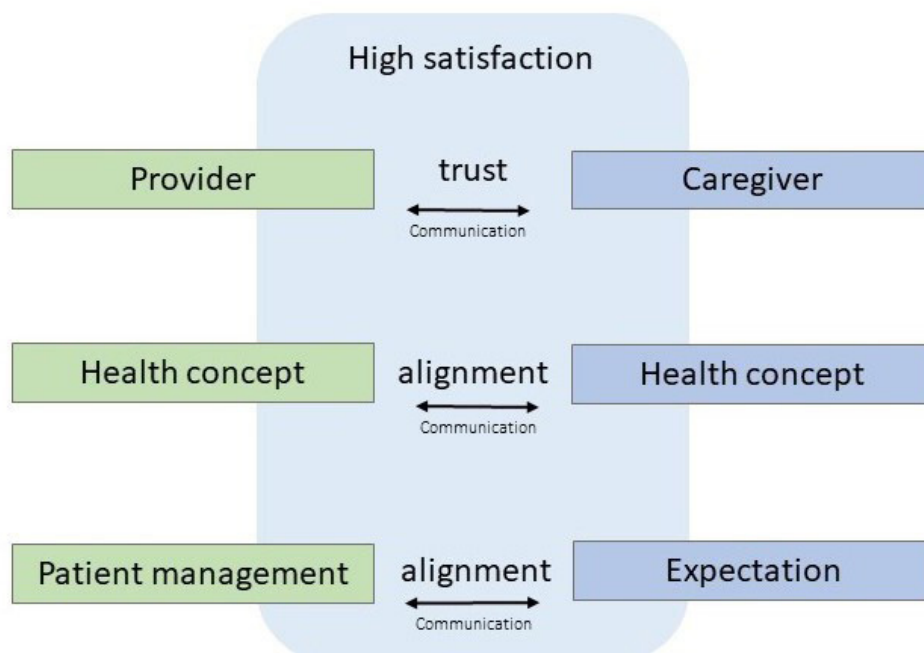 High satisfaction
Provider
trust
Caregiver
Communication
Health concept
alignment
Health concept
Communication
Patient management
alignment
Expectation
Communication